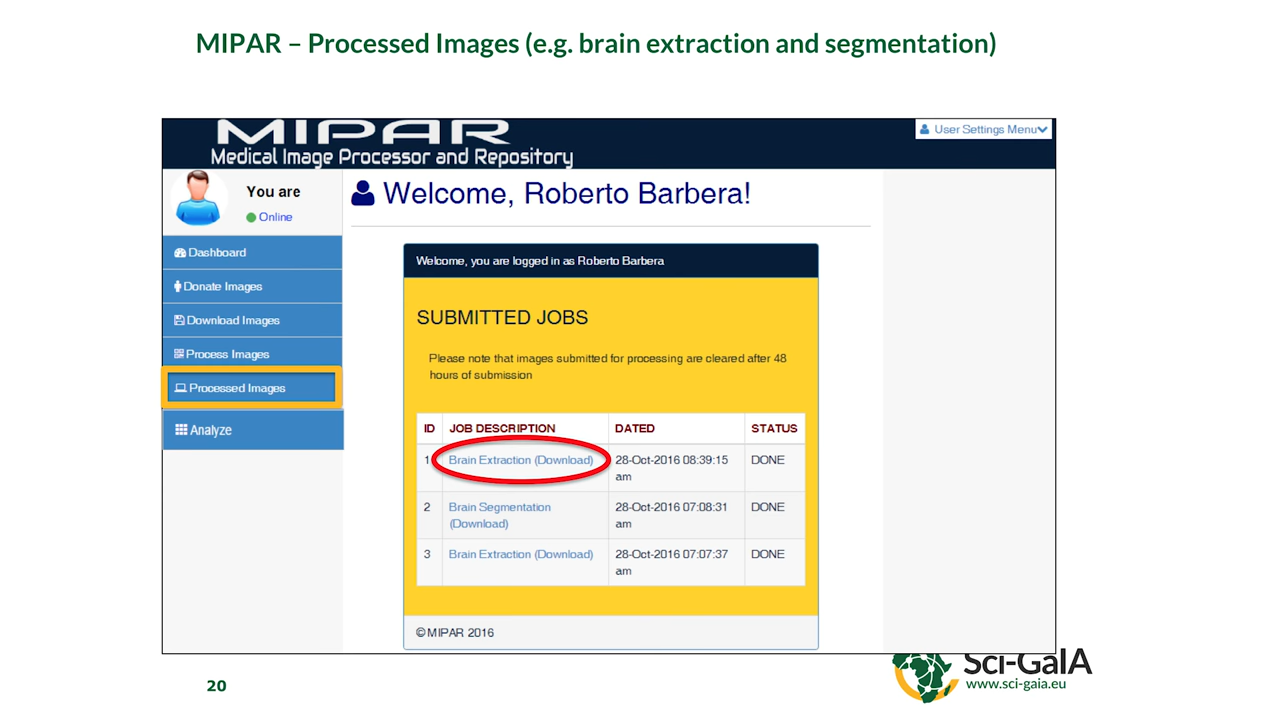 MIPAR – Processed Images (e.g. brain extraction and segmentation)
MIPAR
Medical Image Processor and Repository
User Settings Menu
You are
Online
Welcome, Roberto Barbera!
Dashboard
Donate Images
Download Images
Process Images
Processed Images
Analyze
Welcome, you are logged in as Roberto Barbera
SUBMITTED JOBS
Please note that images submitted for processing are cleared after 48
hours of submission
ID JOB DESCRIPTION DATED STATUS
1 Brain Extraction (Download) 28-Oct-2016 08:39:15 DONE
am
2 Brain Segmentation 28-Oct-2016 07:08:31 DONE
(Download) am
3 Brain Extraction (Download) 28-Oct-2016 07:07:37 DONE
am
©MIPAR 2016
20
Sci-GaIA
www.sci-gaia.eu